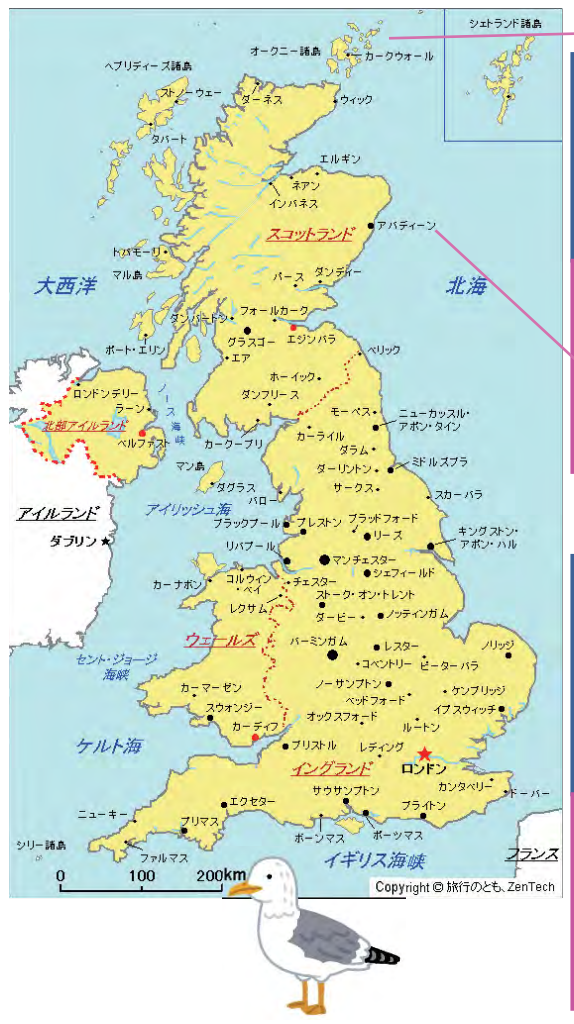 シェトランド諸島
オークニー諸島
カークウォール
ヘブリディーズ諸島
ストノーウェー
ダーネス
ウィック
タバート
エルギン
ネアン
インバネス
スコットランド
アバディーン
トバモーリ
マル島
大西洋
北海
パース
ダンディー
ダンバートン
フォールカーク
グラスゴー
エジンバラ
ポート・エリン
エア
ベリック
ホーイック
ロンドンデリー
ラーン
ノース海峡
北部アイルランド
ベルファスト
ダンフリース
カークーブリ
モーペス
ニューカッスル・
アポン・タイン
カーライル
ダラム
マン島
ダグラス
ダーリントン
ミドルズブラ
サークス
スカーバラ
バロー
アイルランド
アイリッシュ海
ダブリン
ブラックプール
プレストン
ブラッドフォード
リーズ
キングストン・
アポン・ハル
リバプール
マンチェスター
シェフィールド
カーナボン
コルウィン・
ベイ
チェスター
レクサム
ストーク・オン・トレント
ダービー
ノッティンガム
ウェールズ
バーミンガム
レスター
ノリッジ
コベントリー
ピーターバラ
セント・ジョージ
海峡
カーマーゼン
ノーサンプトン
ベッドフォード
ケンブリッジ
イプスウィッチ
スウォンジー
カーディフ
オックスフォード
ルートン
ケルト海
ブリストル
レディング
イングランド
ロンドン
カンタベリー
ドーバー
サウサンプトン
エクセター
ブライトン
ニューキー
プリマス
ボーンマス
ポーツマス
シリー諸島
ファルマス
イギリス海峡
フランス
0 100 200km
Copyright © 旅行のとも、ZenTech